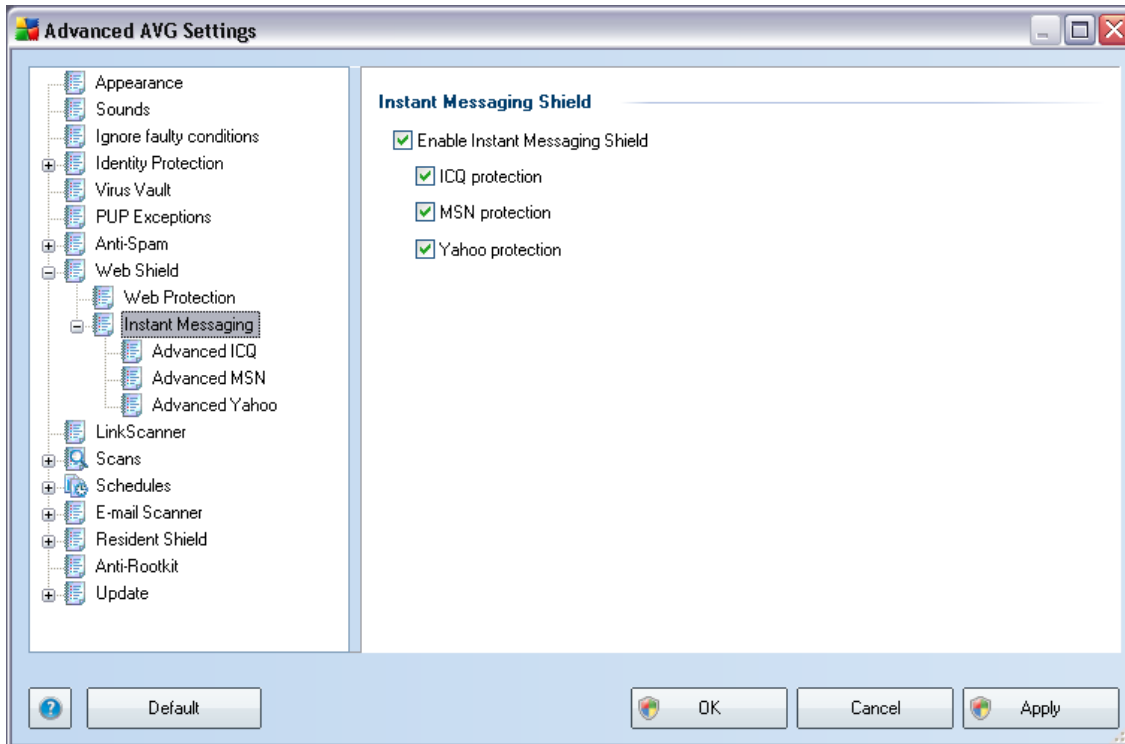 Advanced AVG Settings
Appearance
Sounds
Ignore faulty conditions
Identity Protection
Virus Vault
PUP Exceptions
Anti-Spam
Web Shield
Web Protection
Instant Messaging
Advanced ICQ
Advanced MSN
Advanced Yahoo
LinkScanner
Scans
Schedules
E-mail Scanner
Resident Shield
Anti-Rootkit
Update
Instant Messaging Shield
Enable Instant Messaging Shield
ICQ protection
MSN protection
Yahoo protection
Default
OK
Cancel
Apply